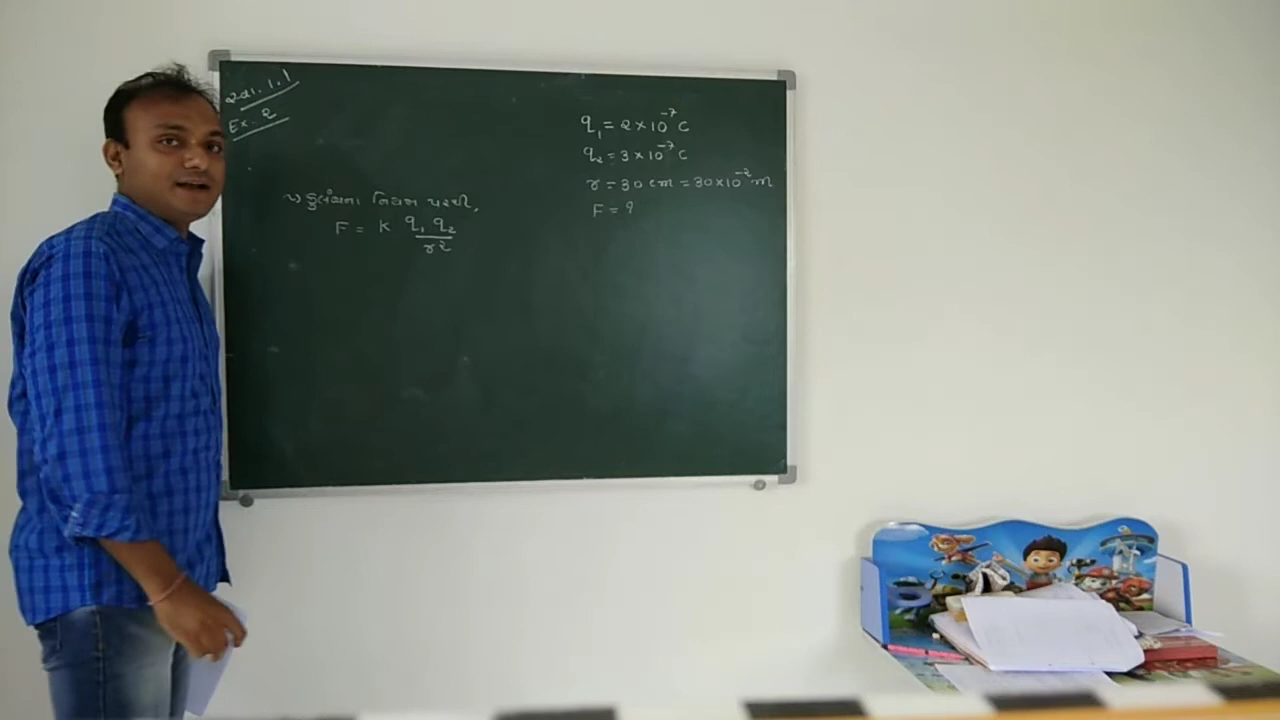 સ્વા. 1.1
Ex. 2
→ કુલંબના નિયમ પરથી,
F = K q₁ q₂ / r²
q₁ = 2 × 10⁻⁷ C
q₂ = 3 × 10⁻⁷ C
r = 30 cm = 30 × 10⁻² m
F = ?